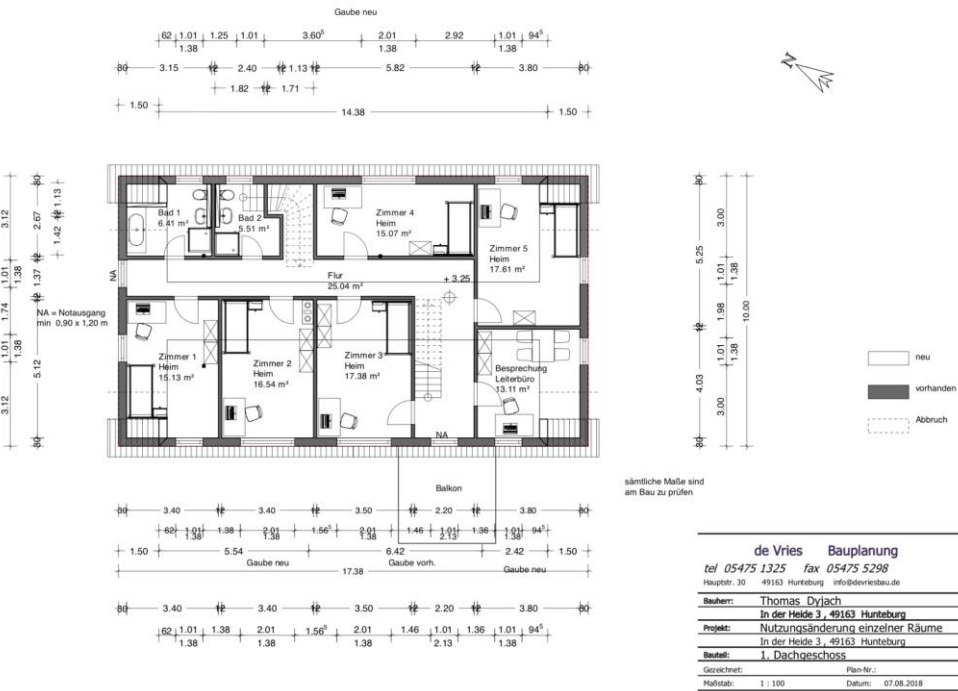 Gaube neu
62 1.01 1.25 1.01 3.60⁵ 2.01 2.92 1.01 94⁵
1.38 1.38 1.38
30 3.15 12 2.40 12 1.13 12 5.82 12 3.80 30
1.82 12 1.71
1.50 14.38 1.50
N
3.12 1.01 1.38 1.74 1.01 1.38 3.12
30 2.67 12 1.37 12 5.12 30
1.13 12 1.42
Bad 1
6.41 m²
Bad 2
5.51 m²
Zimmer 4
Heim
15.07 m²
Zimmer 5
Heim
17.61 m²
NA
Flur
25.04 m²
+ 3.25
NA = Notausgang
min 0,90 x 1,20 m
Zimmer 1
Heim
15.13 m²
Zimmer 2
Heim
16.54 m²
Zimmer 3
Heim
17.38 m²
Besprechung
Leiterbüro
13.11 m²
NA
30 5.25 12 4.03 30
3.00 1.01 1.38 1.98 1.01 1.38 3.00
10.00
neu
vorhanden
Abbruch
Balkon
sämtliche Maße sind
am Bau zu prüfen
30 3.40 12 3.40 12 3.50 12 2.20 12 3.80 30
62 1.01 1.38 2.01 1.56⁵ 2.01 1.46 1.01 1.36 1.01 94⁵
1.38 1.38 1.38 2.13 1.38
1.50 5.54 6.42 2.42 1.50
Gaube neu Gaube vorh. Gaube neu
17.38
30 3.40 12 3.40 12 3.50 12 2.20 12 3.80 30
62 1.01 1.38 2.01 1.56⁵ 2.01 1.46 1.01 1.36 1.01 94⁵
1.38 1.38 1.38 2.13 1.38
de Vries Bauplanung
tel 05475 1325 fax 05475 5298
Hauptstr. 30 49163 Hunteburg info@devriesbau.de
Bauherr: Thomas Dyjach
In der Heide 3 , 49163 Hunteburg
Projekt: Nutzungsänderung einzelner Räume
In der Heide 3 , 49163 Hunteburg
Bauteil: 1. Dachgeschoss
Gezeichnet: Plan-Nr.:
Maßstab: 1 : 100 Datum: 07.08.2018